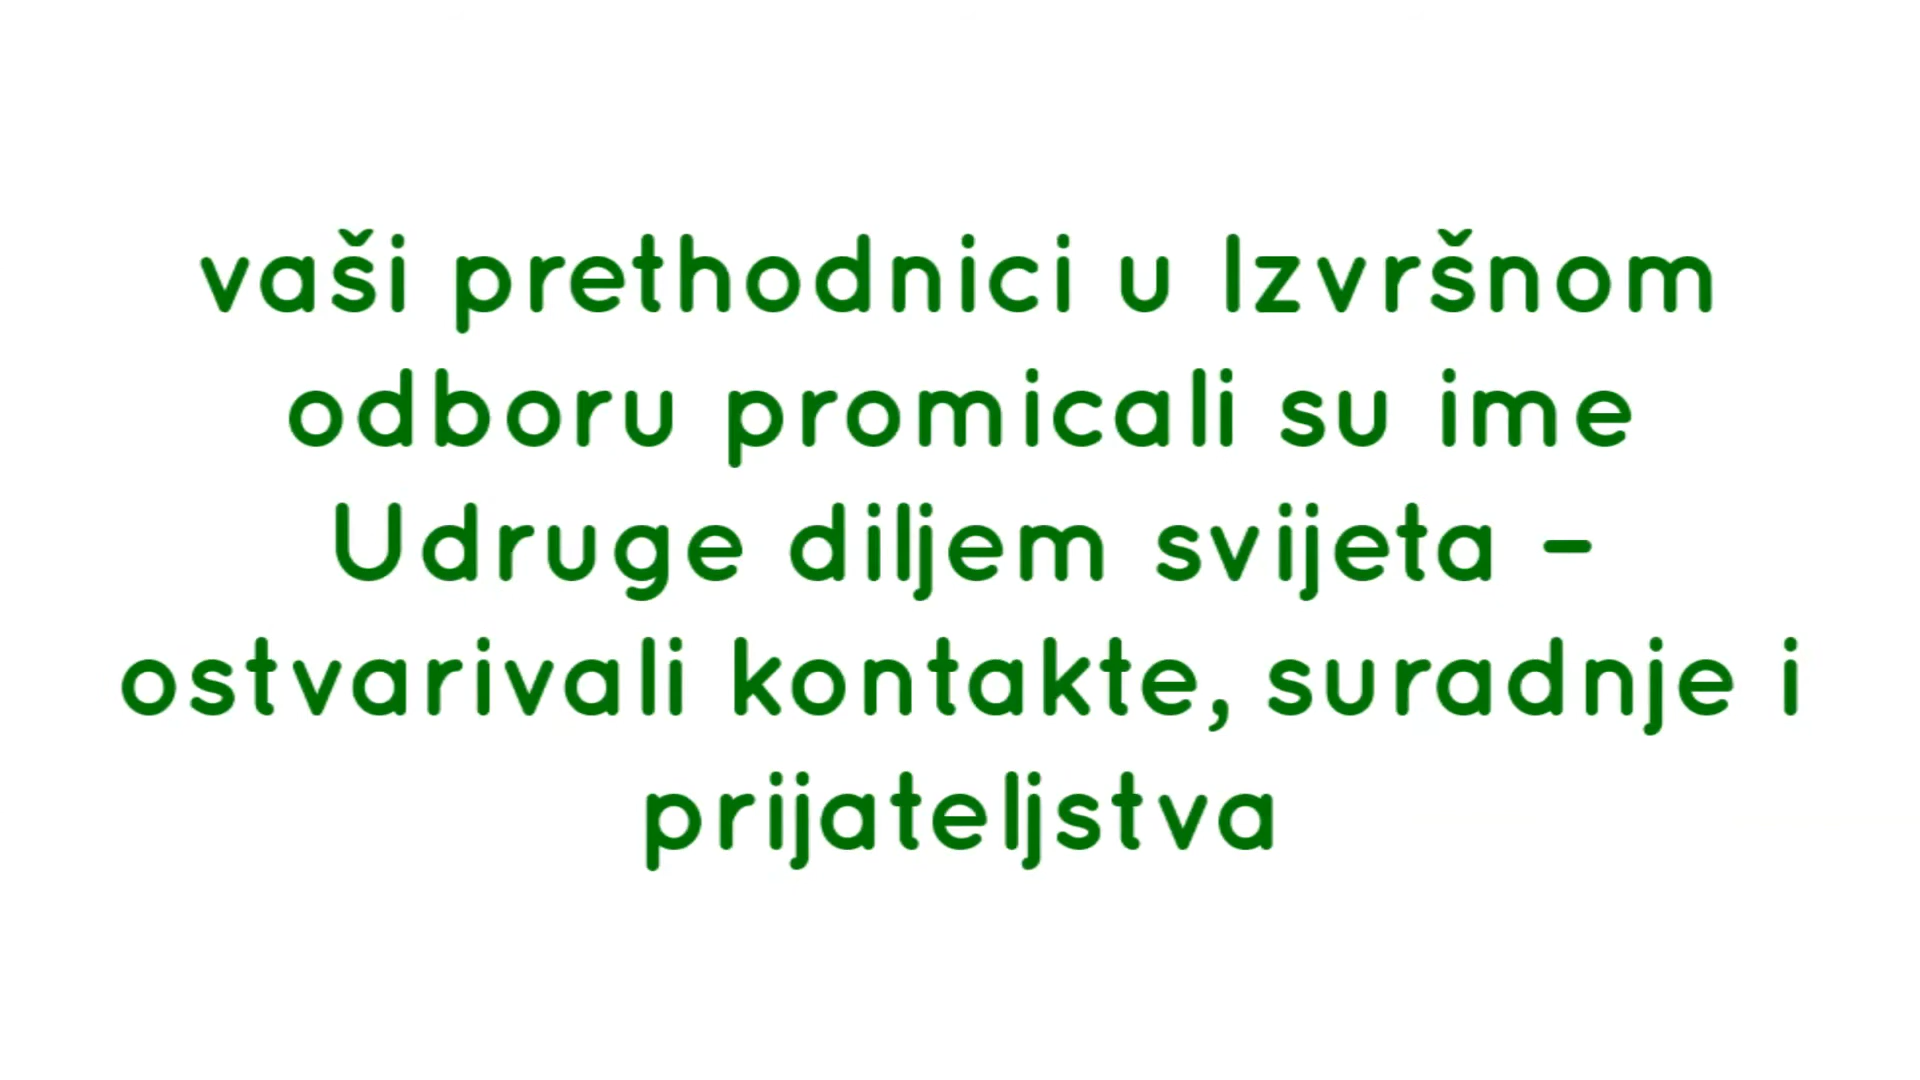 vaši prethodnici u Izvršnom
odboru promicali su ime
Udruge diljem svijeta –
ostvarivali kontakte, suradnje i
prijateljstva